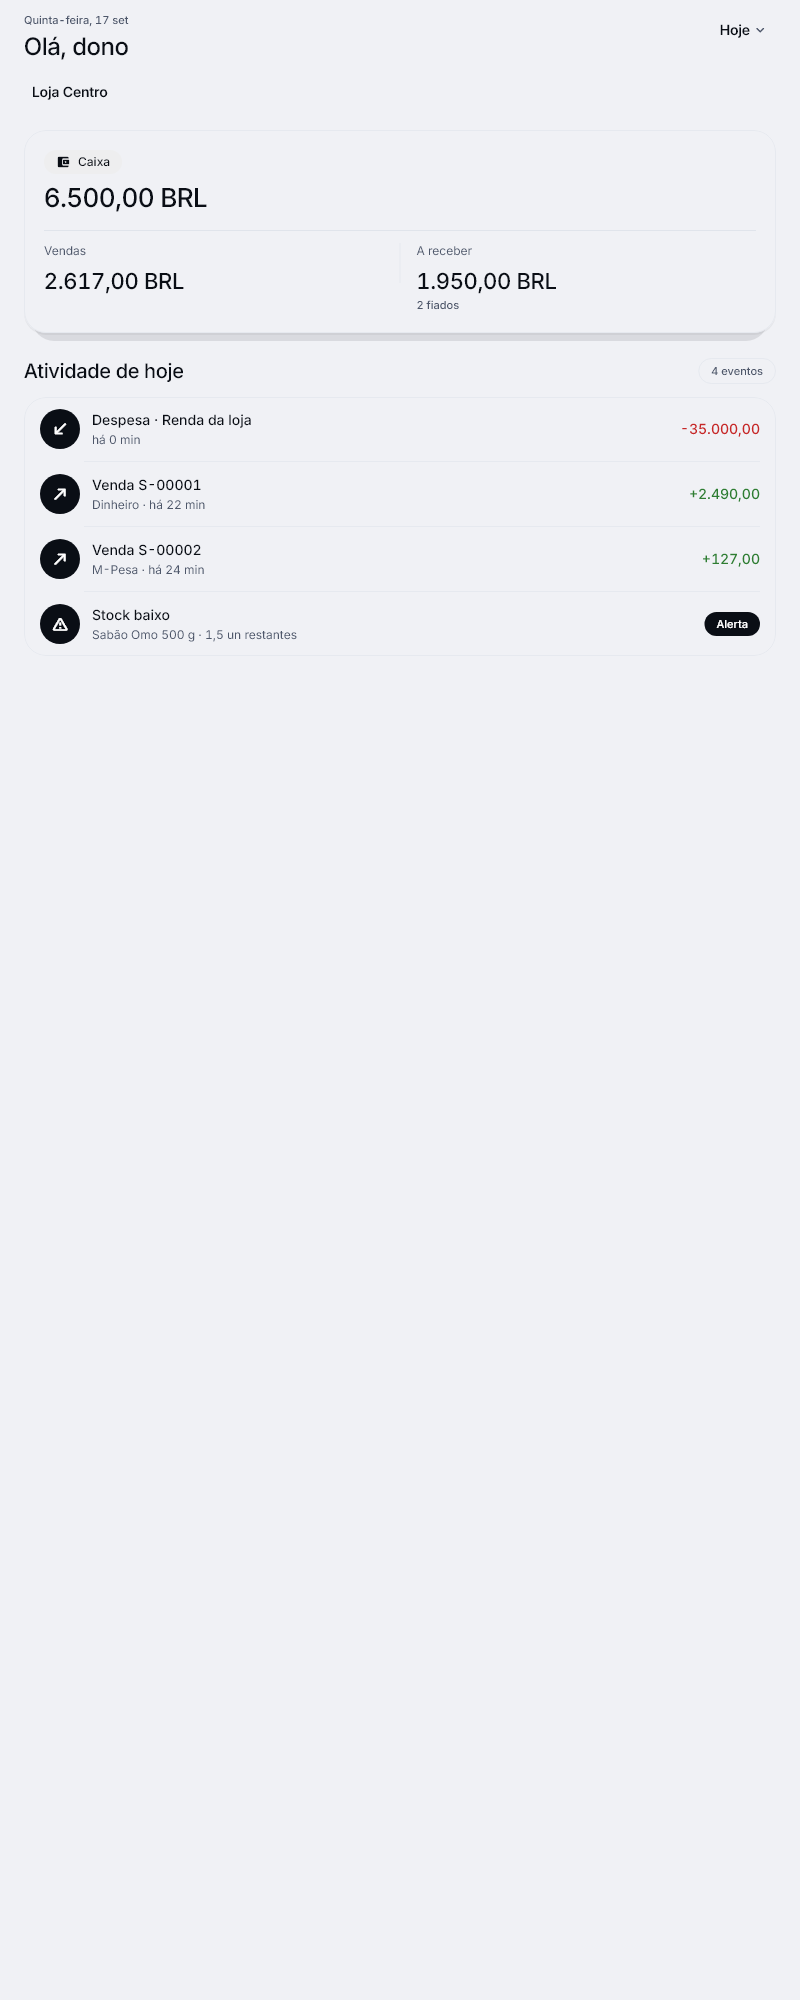 Quinta-feira, 17 set
Olá, dono
Hoje
Loja Centro
Caixa
6.500,00 BRL
Vendas
2.617,00 BRL
A receber
1.950,00 BRL
2 fiados
Atividade de hoje
4 eventos
Despesa · Renda da loja
há 0 min
-35.000,00
Venda S-00001
Dinheiro · há 22 min
+2.490,00
Venda S-00002
M-Pesa · há 24 min
+127,00
Stock baixo
Sabão Omo 500 g · 1,5 un restantes
Alerta